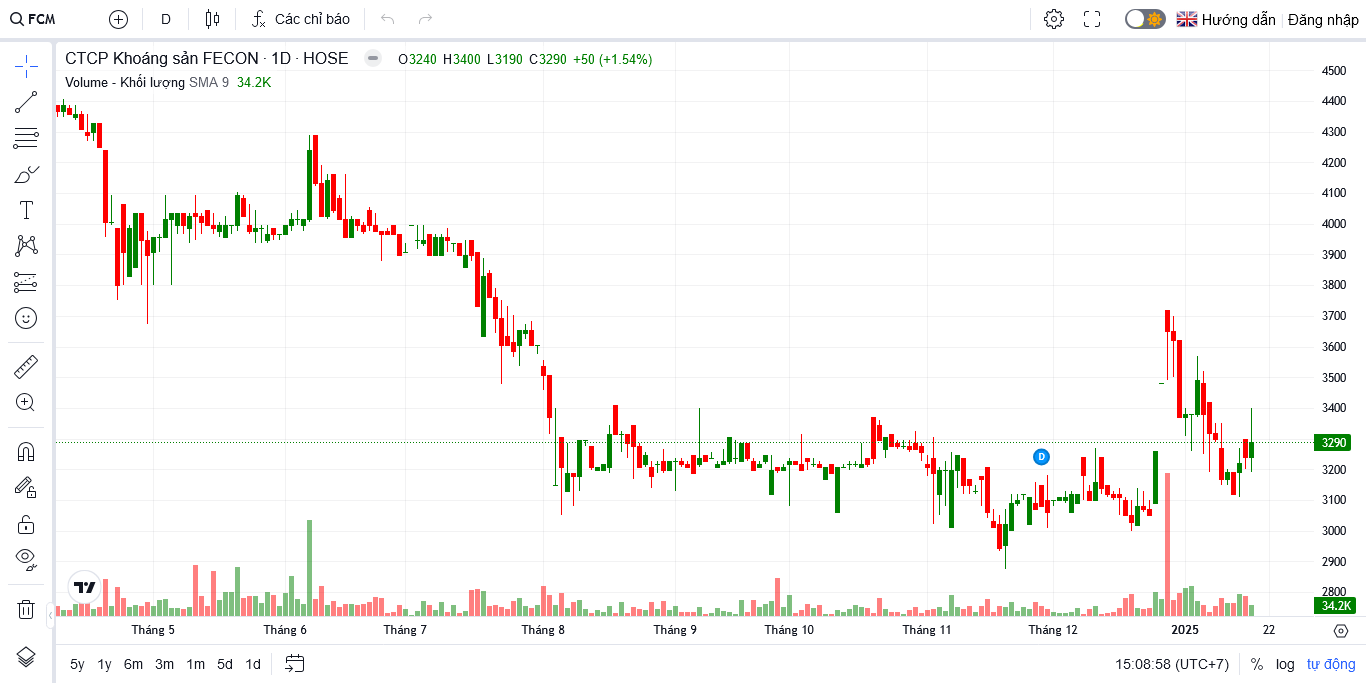 FCM
D
Các chỉ báo
Hướng dẫn
Đăng nhập
CTCP Khoáng sản FECON · 1D · HOSE
O3240 H3400 L3190 C3290 +50 (+1.54%)
Volume - Khối lượng SMA 9 34.2K
4500
4400
4300
4200
4100
4000
3900
3800
3700
3600
3500
3400
3290
3200
3100
3000
2900
2800
34.2K
D
Tháng 5
Tháng 6
Tháng 7
Tháng 8
Tháng 9
Tháng 10
Tháng 11
Tháng 12
2025
22
5y 1y 6m 3m 1m 5d 1d
15:08:58 (UTC+7)
% log tự động